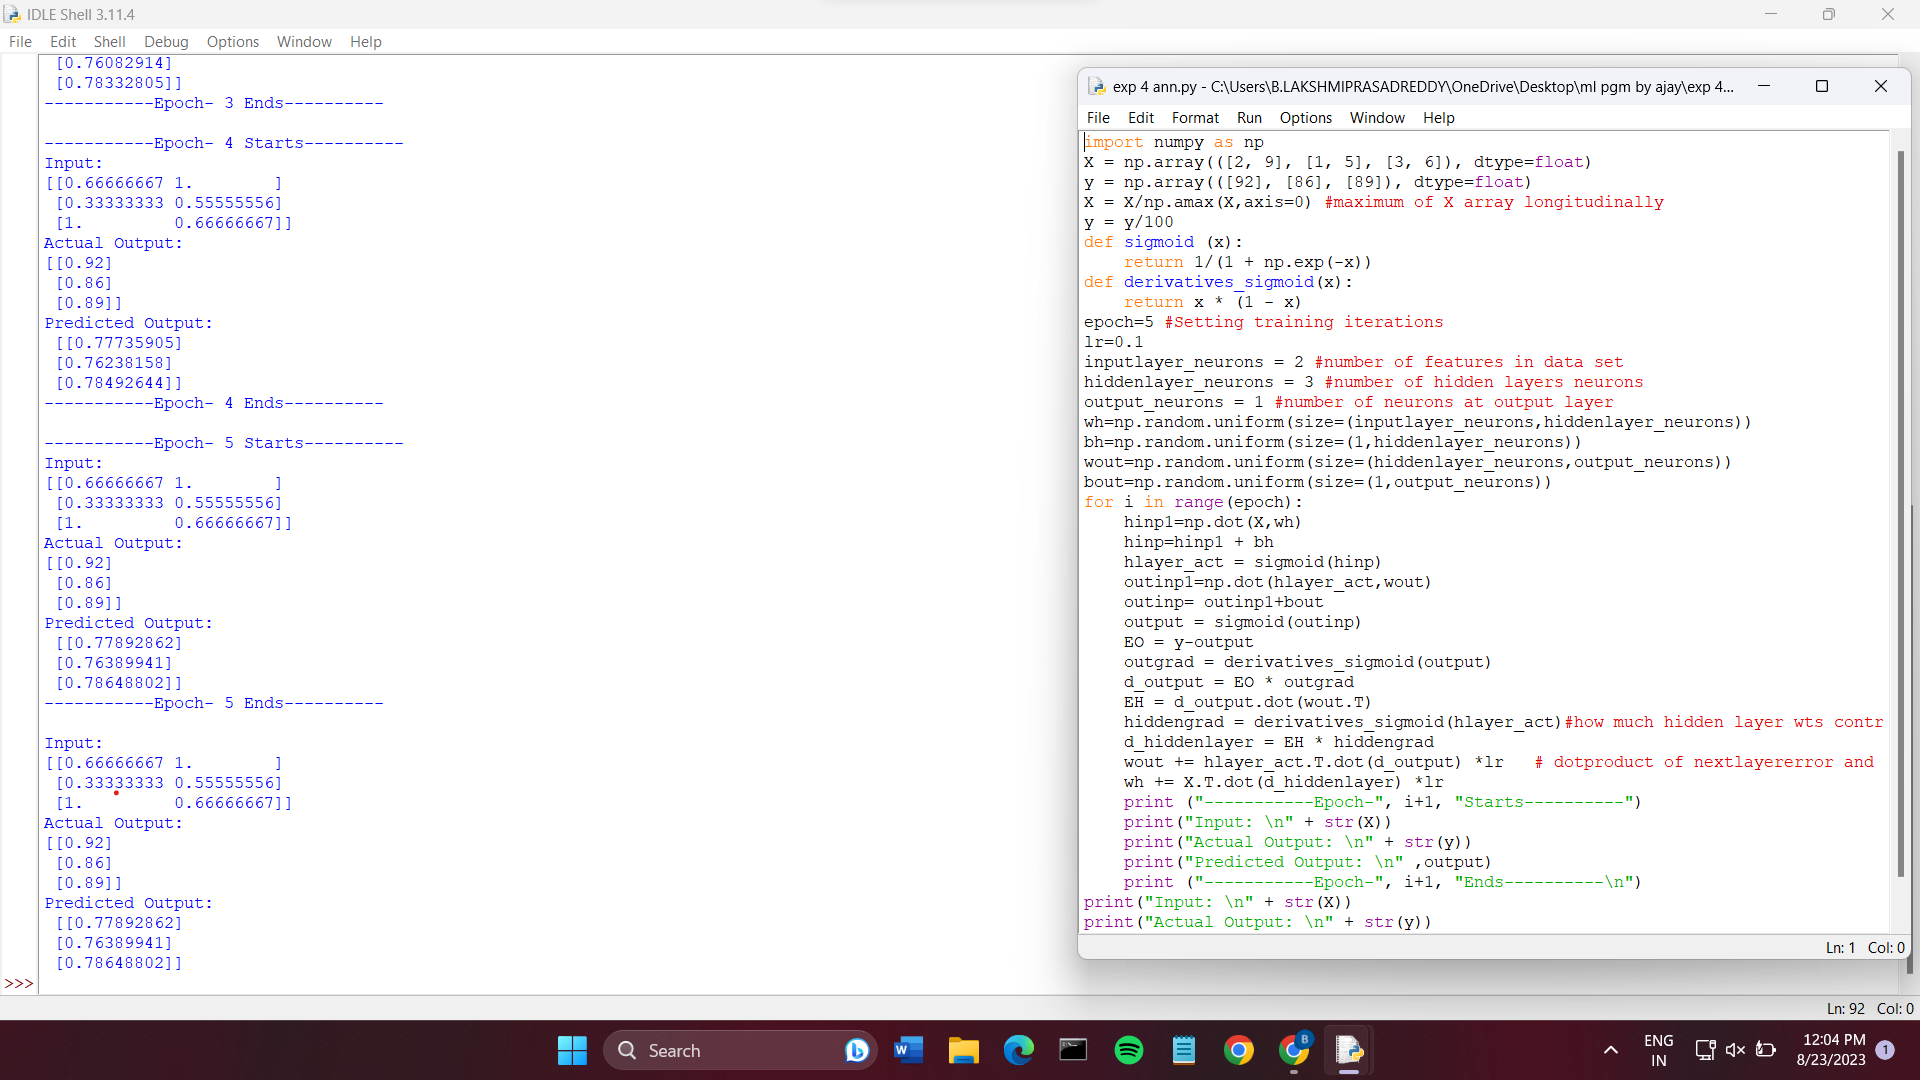 IDLE Shell 3.11.4
File Edit Shell Debug Options Window Help
 [0.76082914]
 [0.78332805]]
-----------Epoch- 3 Ends----------

-----------Epoch- 4 Starts----------
Input: 
[[0.66666667 1.        ]
 [0.33333333 0.55555556]
 [1.         0.66666667]]
Actual Output: 
[[0.92]
 [0.86]
 [0.89]]
Predicted Output: 
 [[0.77735905]
 [0.76238158]
 [0.78492644]]
-----------Epoch- 4 Ends----------

-----------Epoch- 5 Starts----------
Input: 
[[0.66666667 1.        ]
 [0.33333333 0.55555556]
 [1.         0.66666667]]
Actual Output: 
[[0.92]
 [0.86]
 [0.89]]
Predicted Output: 
 [[0.77892862]
 [0.76389941]
 [0.78648802]]
-----------Epoch- 5 Ends----------

Input: 
[[0.66666667 1.        ]
 [0.33333333 0.55555556]
 [1.         0.66666667]]
Actual Output: 
[[0.92]
 [0.86]
 [0.89]]
Predicted Output: 
 [[0.77892862]
 [0.76389941]
 [0.78648802]]
>>>
Ln: 92 Col: 0
exp 4 ann.py - C:\Users\B.LAKSHMIPRASADREDDY\OneDrive\Desktop\ml pgm by ajay\exp 4...
File Edit Format Run Options Window Help
import numpy as np
X = np.array(([2, 9], [1, 5], [3, 6]), dtype=float)
y = np.array(([92], [86], [89]), dtype=float)
X = X/np.amax(X,axis=0) #maximum of X array longitudinally
y = y/100
def sigmoid (x):
    return 1/(1 + np.exp(-x))
def derivatives_sigmoid(x):
    return x * (1 - x)
epoch=5 #Setting training iterations
lr=0.1
inputlayer_neurons = 2 #number of features in data set
hiddenlayer_neurons = 3 #number of hidden layers neurons
output_neurons = 1 #number of neurons at output layer
wh=np.random.uniform(size=(inputlayer_neurons,hiddenlayer_neurons))
bh=np.random.uniform(size=(1,hiddenlayer_neurons))
wout=np.random.uniform(size=(hiddenlayer_neurons,output_neurons))
bout=np.random.uniform(size=(1,output_neurons))
for i in range(epoch):
    hinp1=np.dot(X,wh)
    hinp=hinp1 + bh
    hlayer_act = sigmoid(hinp)
    outinp1=np.dot(hlayer_act,wout)
    outinp= outinp1+bout
    output = sigmoid(outinp)
    EO = y-output
    outgrad = derivatives_sigmoid(output)
    d_output = EO * outgrad
    EH = d_output.dot(wout.T)
    hiddengrad = derivatives_sigmoid(hlayer_act)#how much hidden layer wts contr
    d_hiddenlayer = EH * hiddengrad
    wout += hlayer_act.T.dot(d_output) *lr   # dotproduct of nextlayererror and
    wh += X.T.dot(d_hiddenlayer) *lr
    print ("-----------Epoch-", i+1, "Starts----------")
    print("Input: \n" + str(X))
    print("Actual Output: \n" + str(y))
    print("Predicted Output: \n" ,output)
    print ("-----------Epoch-", i+1, "Ends----------\n")
print("Input: \n" + str(X))
print("Actual Output: \n" + str(y))
Ln: 1 Col: 0
Search
ENG
IN
12:04 PM
8/23/2023
1